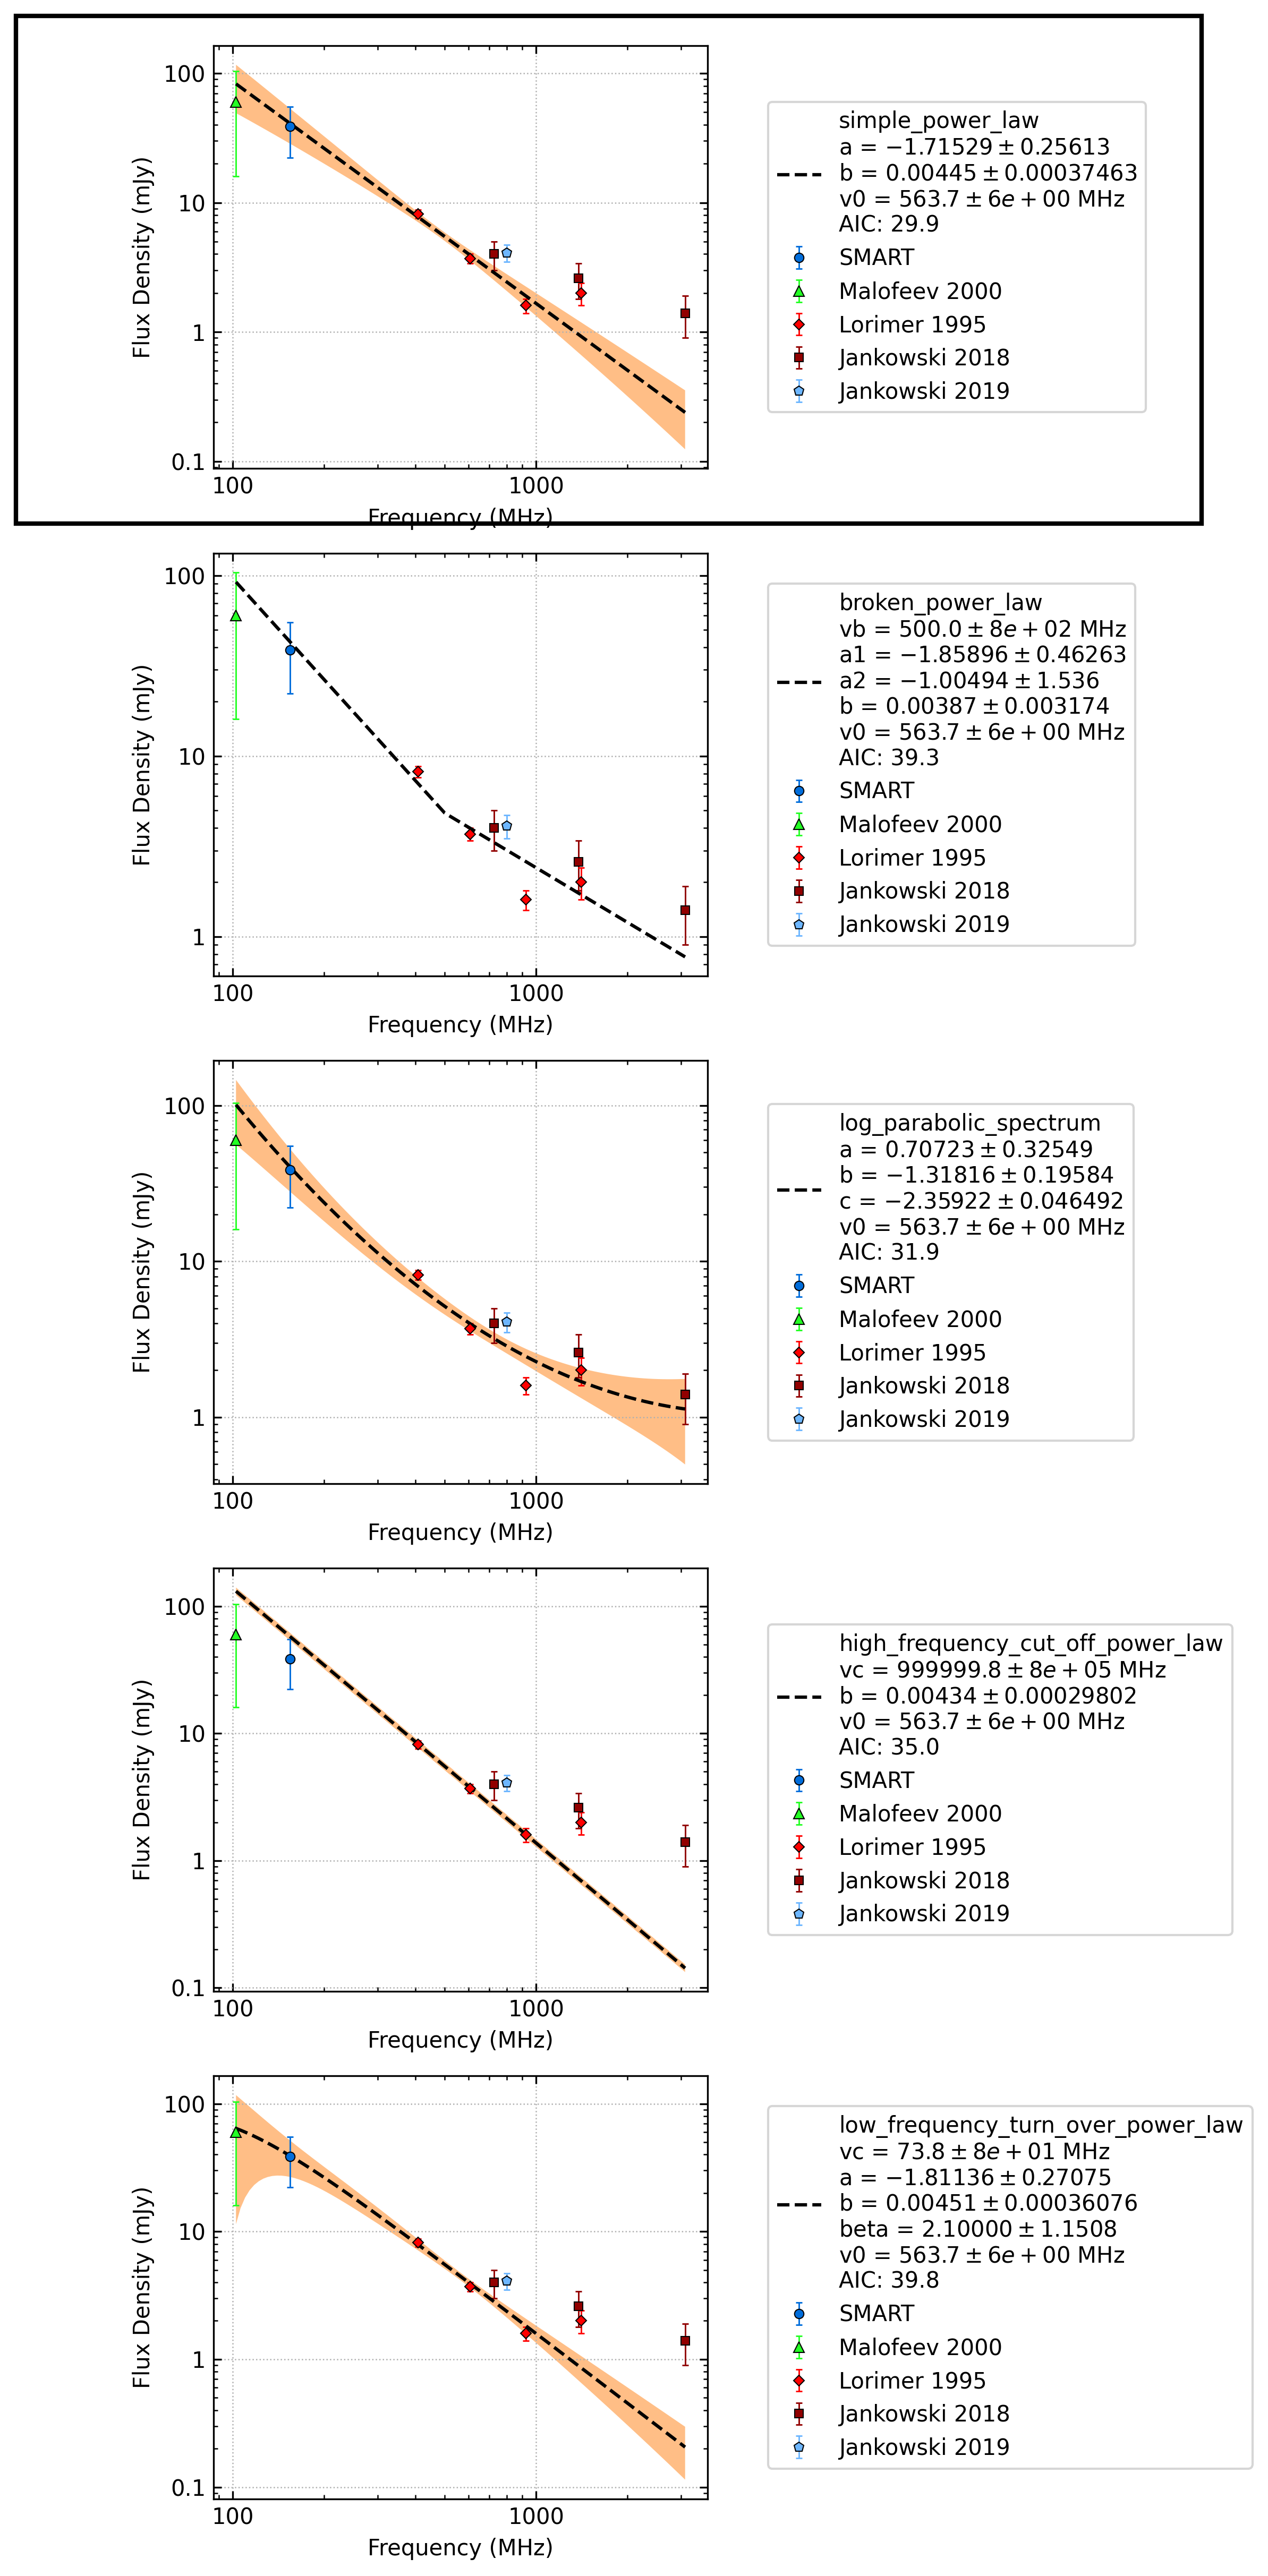 100
10
1
0.1
Flux Density (mJy)
100
1000
Frequency (MHz)
simple_power_law
a = −1.71529 ± 0.25613
b = 0.00445 ± 0.00037463
v0 = 563.7 ± 6e + 00 MHz
AIC: 29.9
SMART
Malofeev 2000
Lorimer 1995
Jankowski 2018
Jankowski 2019
100
10
1
Flux Density (mJy)
100
1000
Frequency (MHz)
broken_power_law
vb = 500.0 ± 8e + 02 MHz
a1 = −1.85896 ± 0.46263
a2 = −1.00494 ± 1.536
b = 0.00387 ± 0.003174
v0 = 563.7 ± 6e + 00 MHz
AIC: 39.3
SMART
Malofeev 2000
Lorimer 1995
Jankowski 2018
Jankowski 2019
100
10
1
Flux Density (mJy)
100
1000
Frequency (MHz)
log_parabolic_spectrum
a = 0.70723 ± 0.32549
b = −1.31816 ± 0.19584
c = −2.35922 ± 0.046492
v0 = 563.7 ± 6e + 00 MHz
AIC: 31.9
SMART
Malofeev 2000
Lorimer 1995
Jankowski 2018
Jankowski 2019
100
10
1
0.1
Flux Density (mJy)
100
1000
Frequency (MHz)
high_frequency_cut_off_power_law
vc = 999999.8 ± 8e + 05 MHz
b = 0.00434 ± 0.00029802
v0 = 563.7 ± 6e + 00 MHz
AIC: 35.0
SMART
Malofeev 2000
Lorimer 1995
Jankowski 2018
Jankowski 2019
100
10
1
0.1
Flux Density (mJy)
100
1000
Frequency (MHz)
low_frequency_turn_over_power_law
vc = 73.8 ± 8e + 01 MHz
a = −1.81136 ± 0.27075
b = 0.00451 ± 0.00036076
beta = 2.10000 ± 1.1508
v0 = 563.7 ± 6e + 00 MHz
AIC: 39.8
SMART
Malofeev 2000
Lorimer 1995
Jankowski 2018
Jankowski 2019